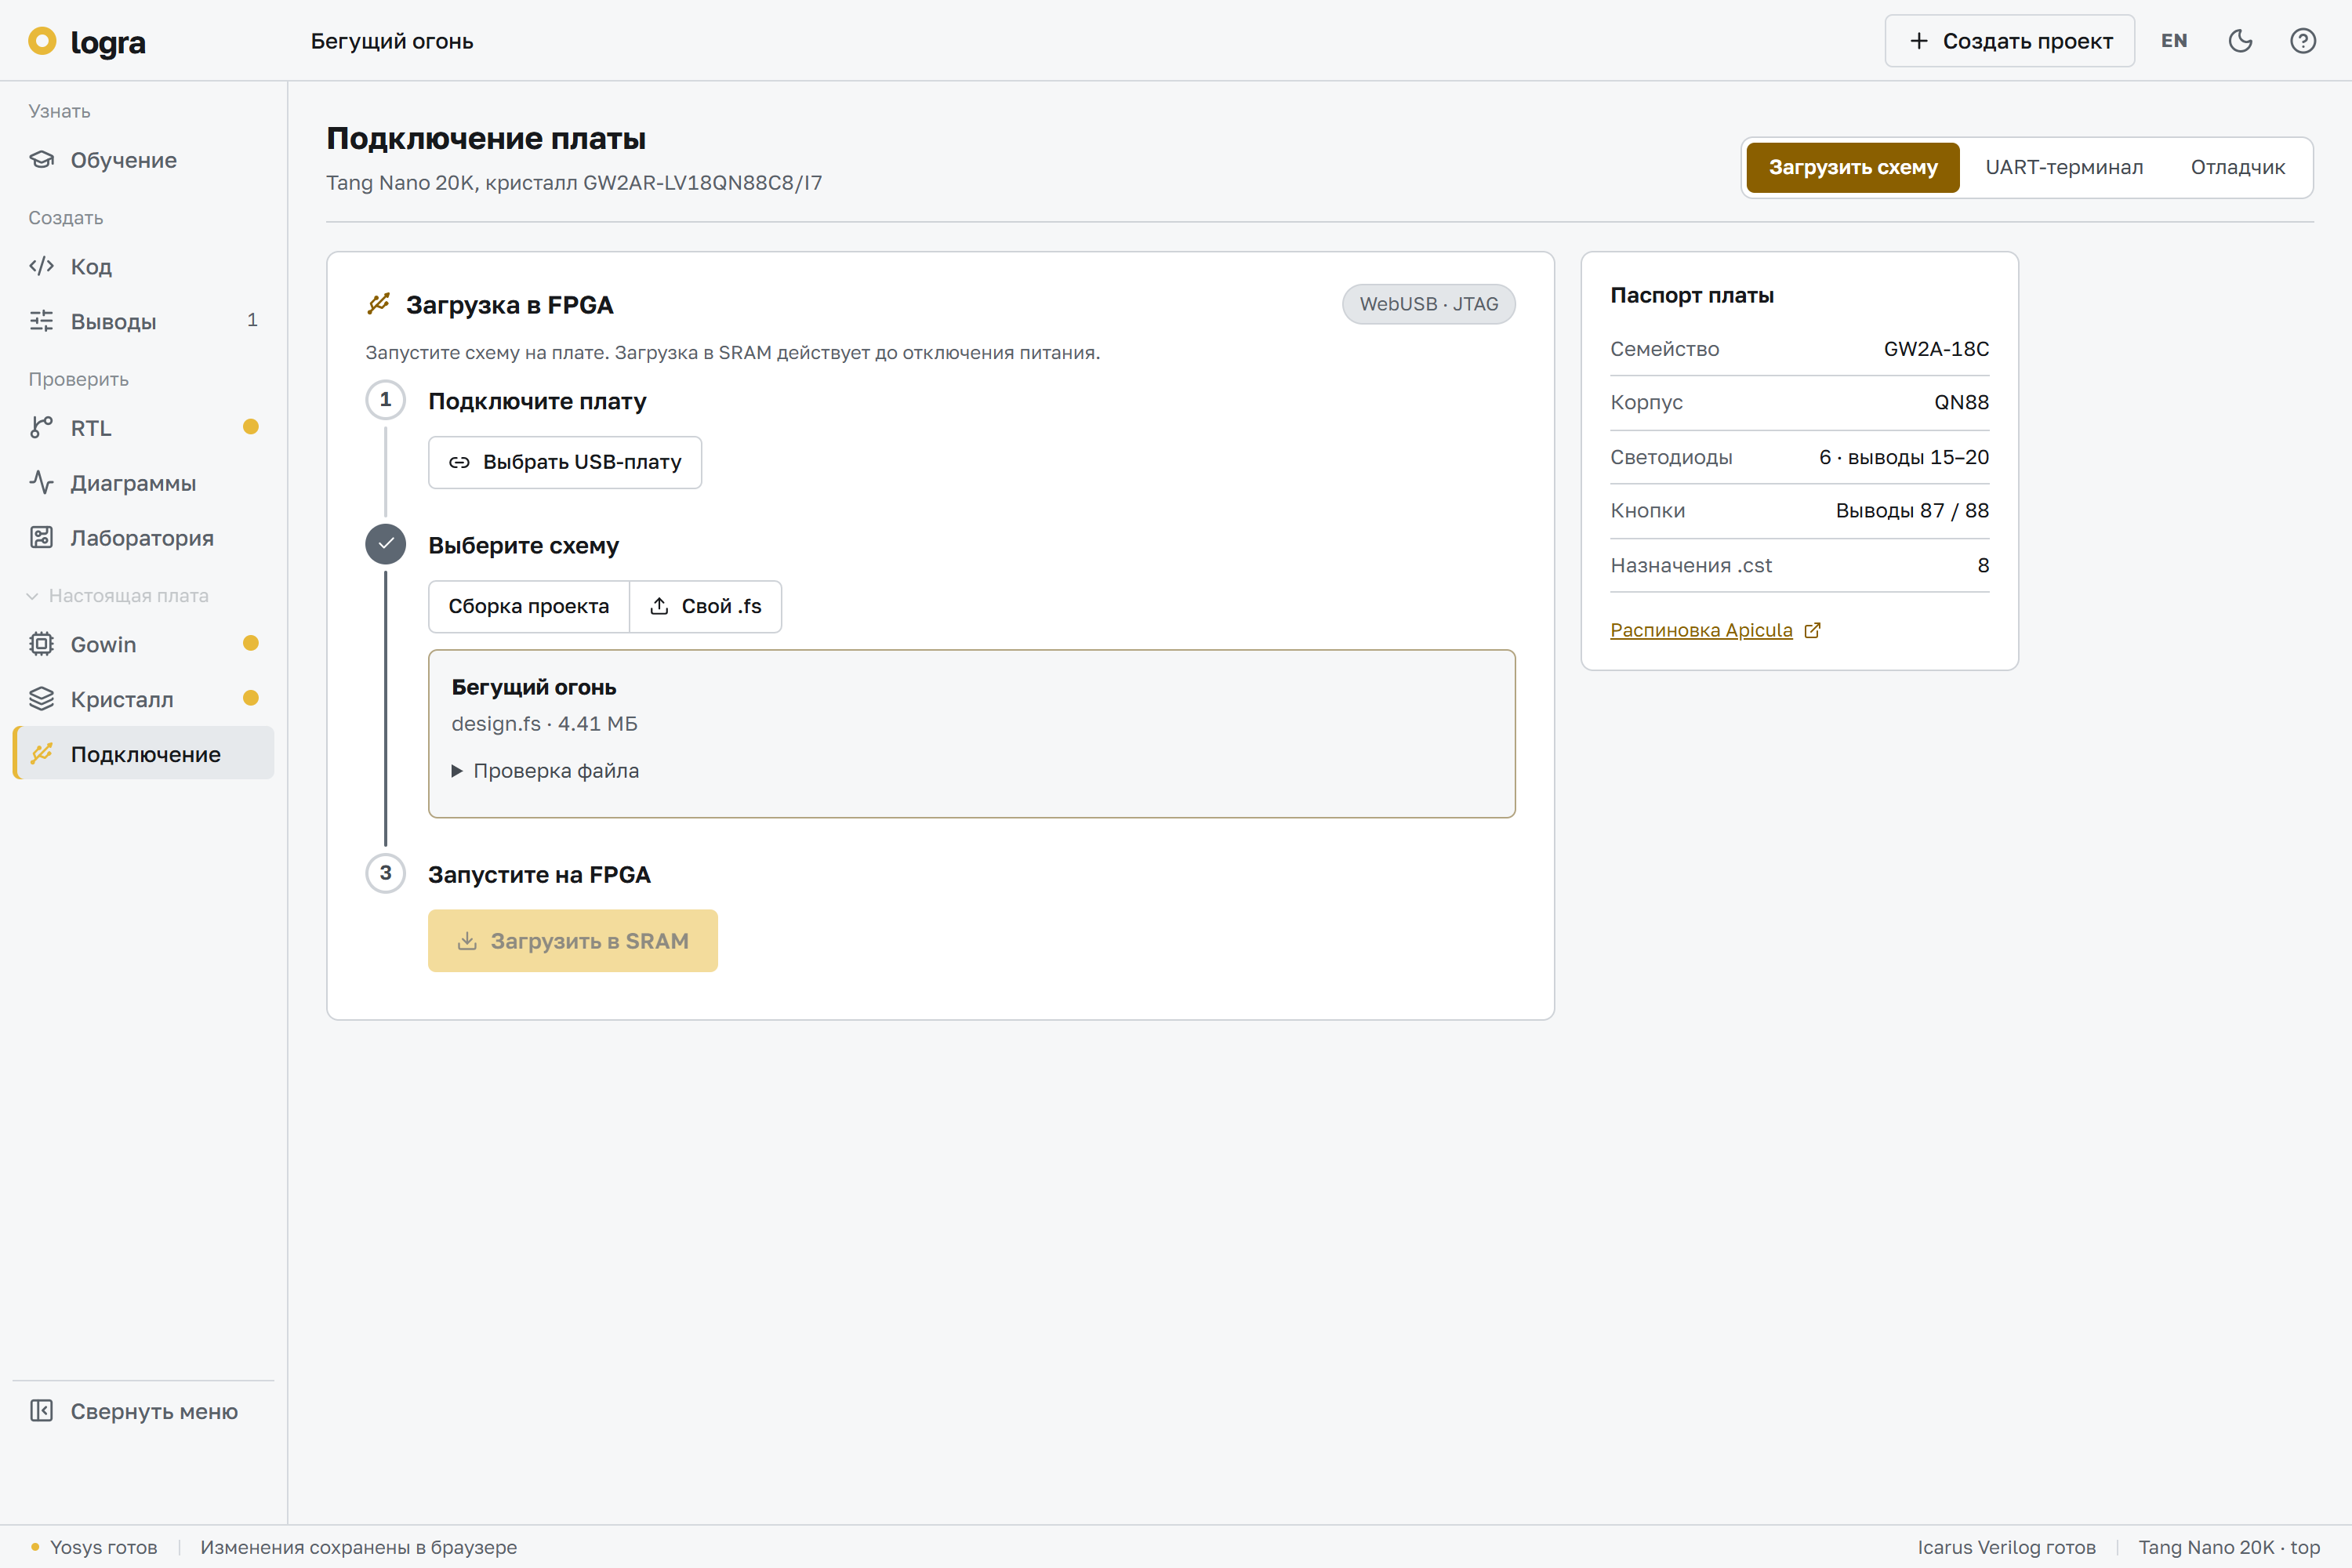 logra
Бегущий огонь
Создать проект
EN
Узнать
Обучение
Создать
Код
Выводы 1
Проверить
RTL
Диаграммы
Лаборатория
Настоящая плата
Gowin
Кристалл
Подключение
Свернуть меню
Подключение платы
Tang Nano 20K, кристалл GW2AR-LV18QN88C8/I7
Загрузить схему UART-терминал Отладчик
Загрузка в FPGA
WebUSB · JTAG
Запустите схему на плате. Загрузка в SRAM действует до отключения питания.
1 Подключите плату
Выбрать USB-плату
Выберите схему
Сборка проекта Свой .fs
Бегущий огонь
design.fs · 4.41 МБ
Проверка файла
3 Запустите на FPGA
Загрузить в SRAM
Паспорт платы
Семейство GW2A-18C
Корпус QN88
Светодиоды 6 · выводы 15–20
Кнопки Выводы 87 / 88
Назначения .cst 8
Распиновка Apicula
Yosys готов
Изменения сохранены в браузере
Icarus Verilog готов
Tang Nano 20K · top